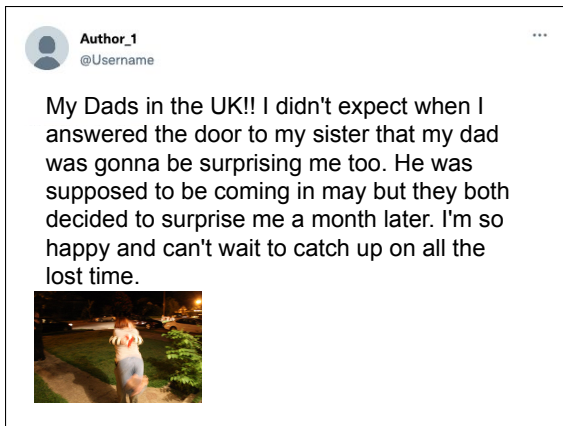 Author_1
@Username
My Dads in the UK!! I didn't expect when I
answered the door to my sister that my dad
was gonna be surprising me too. He was
supposed to be coming in may but they both
decided to surprise me a month later. I'm so
happy and can't wait to catch up on all the
lost time.